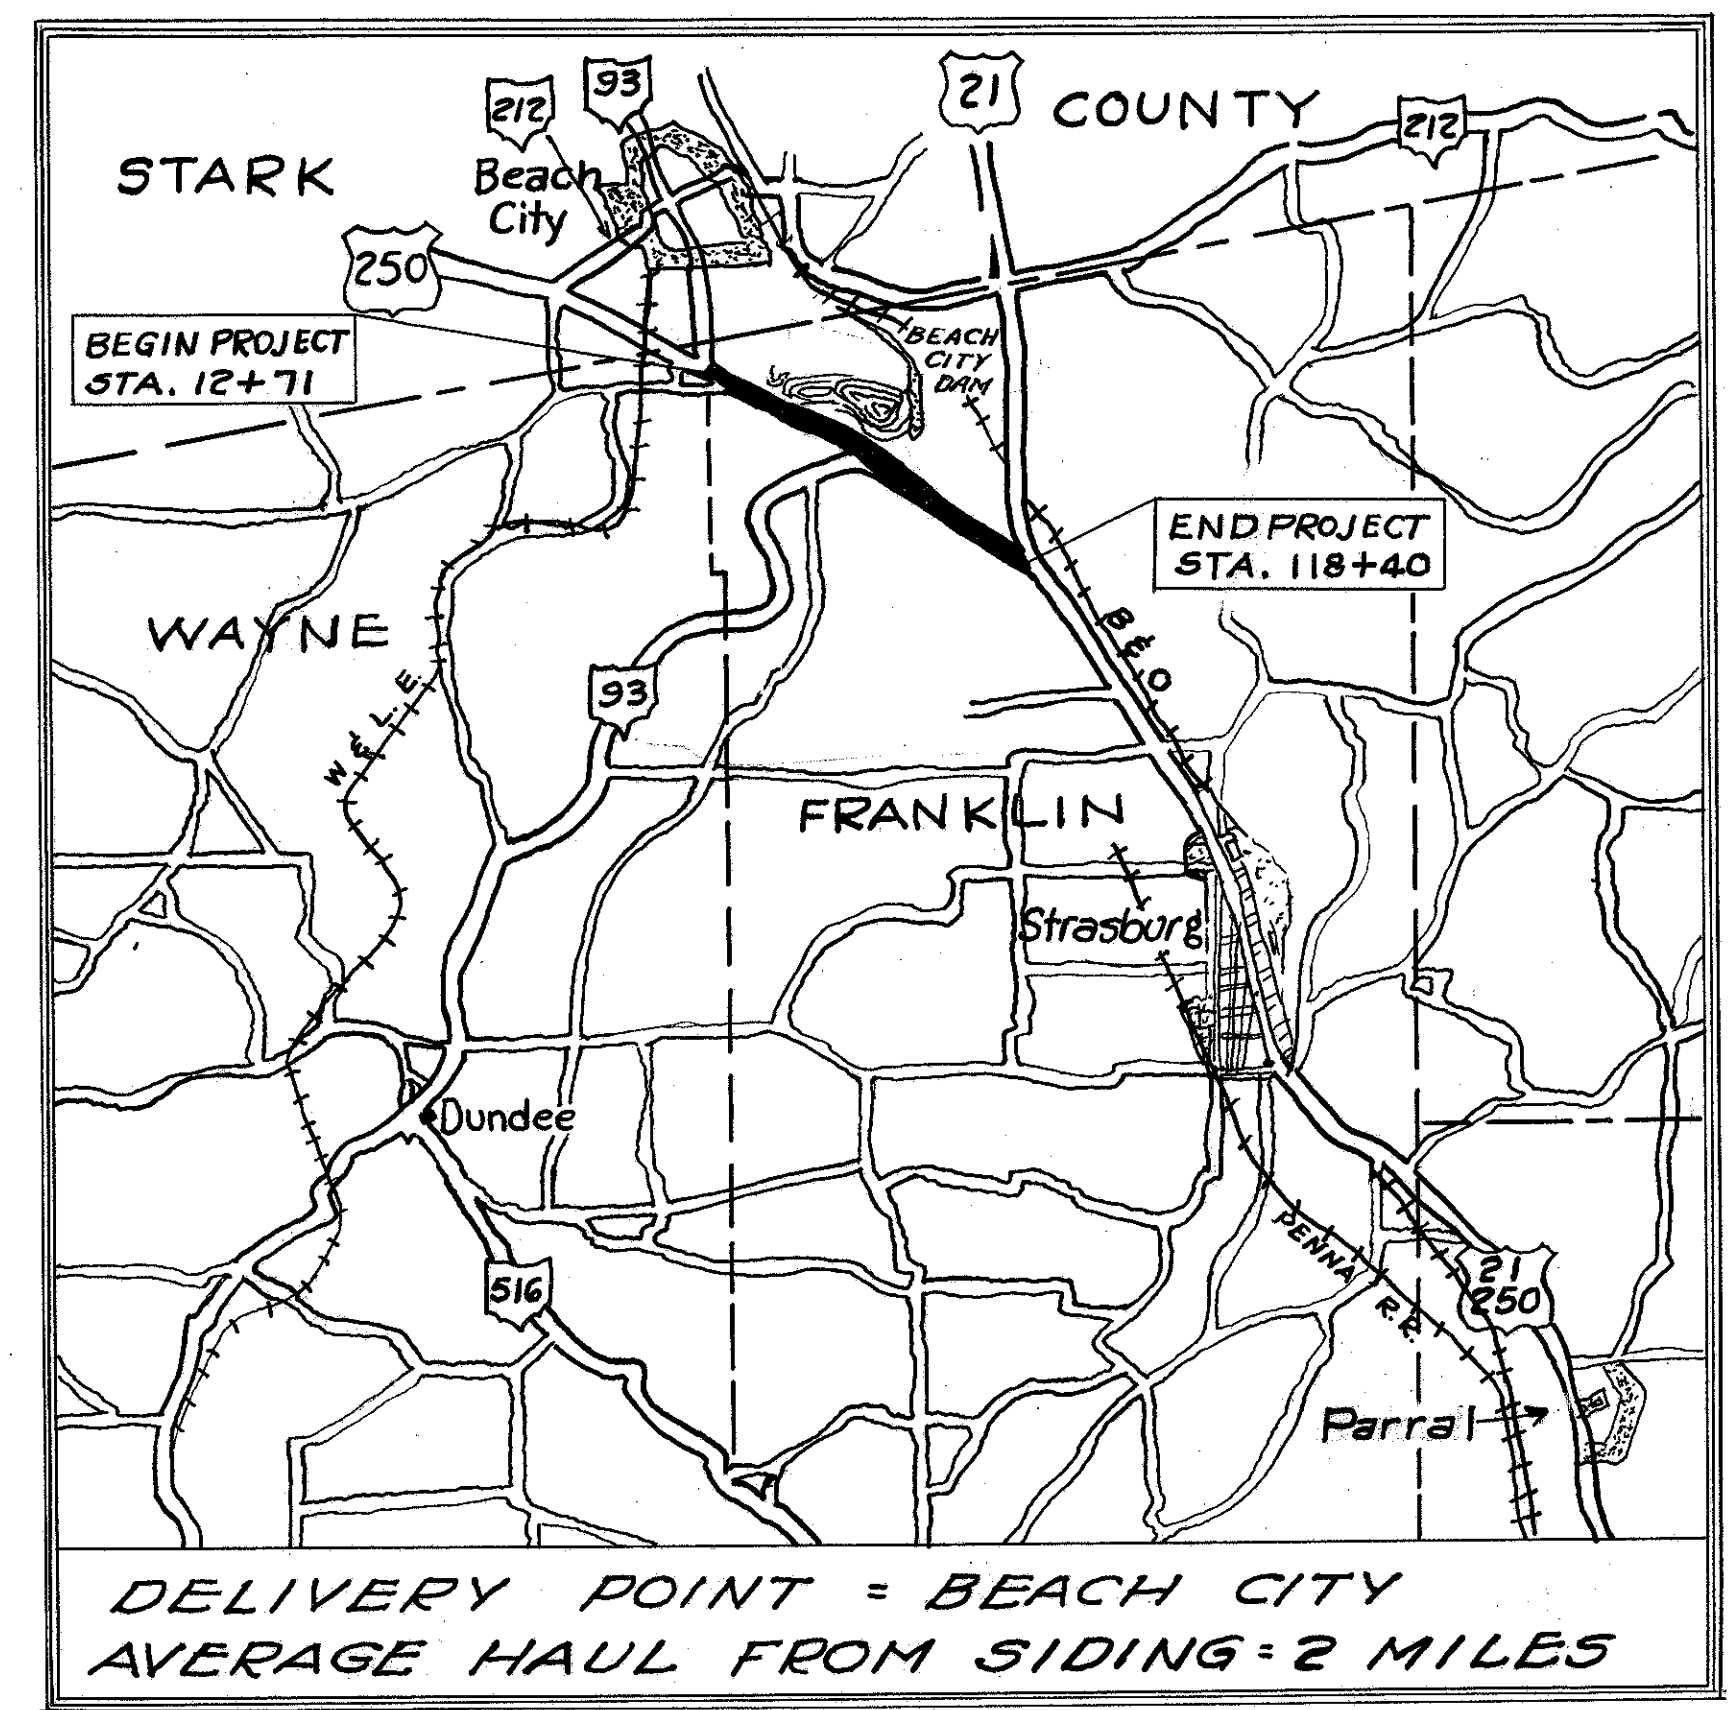 93
212
21
COUNTY
212
STARK
Beach
City
250
BEGIN PROJECT
STA. 12+71
BEACH
CITY
DAM
END PROJECT
STA. 118+40
WAYNE
B & O
93
W & L. E.
FRANKLIN
Strasburg
Dundee
PENNA R.R.
516
21
250
Parral
DELIVERY POINT = BEACH CITY
AVERAGE HAUL FROM SIDING = 2 MILES